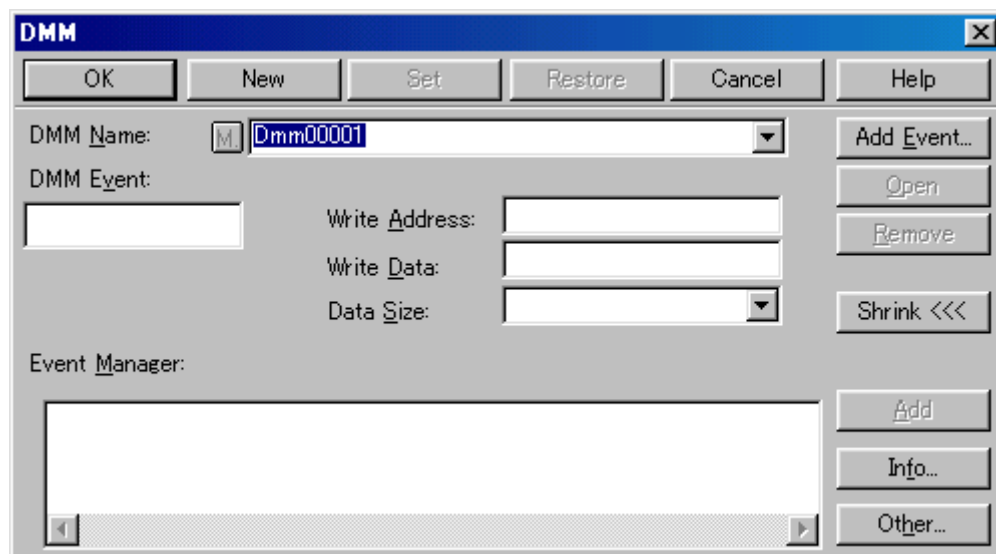 DMM
OK New Set Restore Cancel Help
DMM Name: M. Dmm00001 Add Event...
DMM Event: Open
Write Address: Remove
Write Data:
Data Size: Shrink <<<
Event Manager:
Add
Info...
Other...